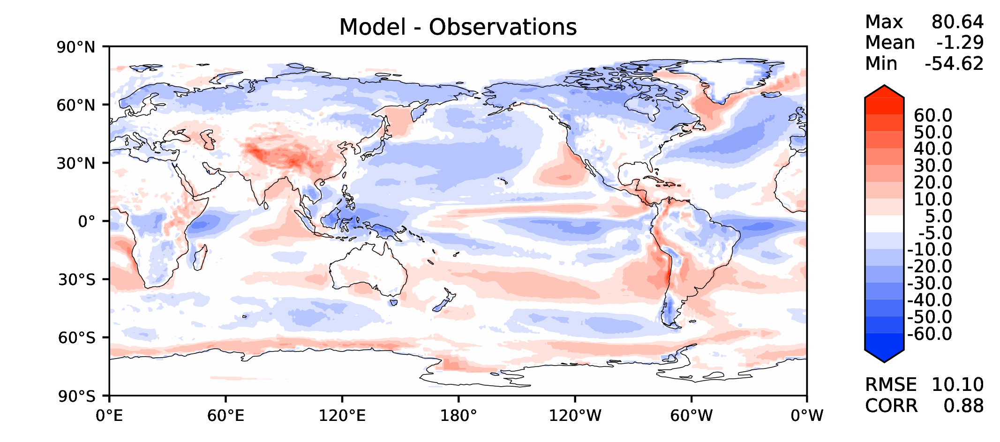 Model - Observations
Max 80.64
Mean -1.29
Min -54.62
90°N
60°N
30°N
0°
30°S
60°S
90°S
0°E 60°E 120°E 180° 120°W 60°W 0°W
60.0
50.0
40.0
30.0
20.0
10.0
5.0
-5.0
-10.0
-20.0
-30.0
-40.0
-50.0
-60.0
RMSE 10.10
CORR 0.88